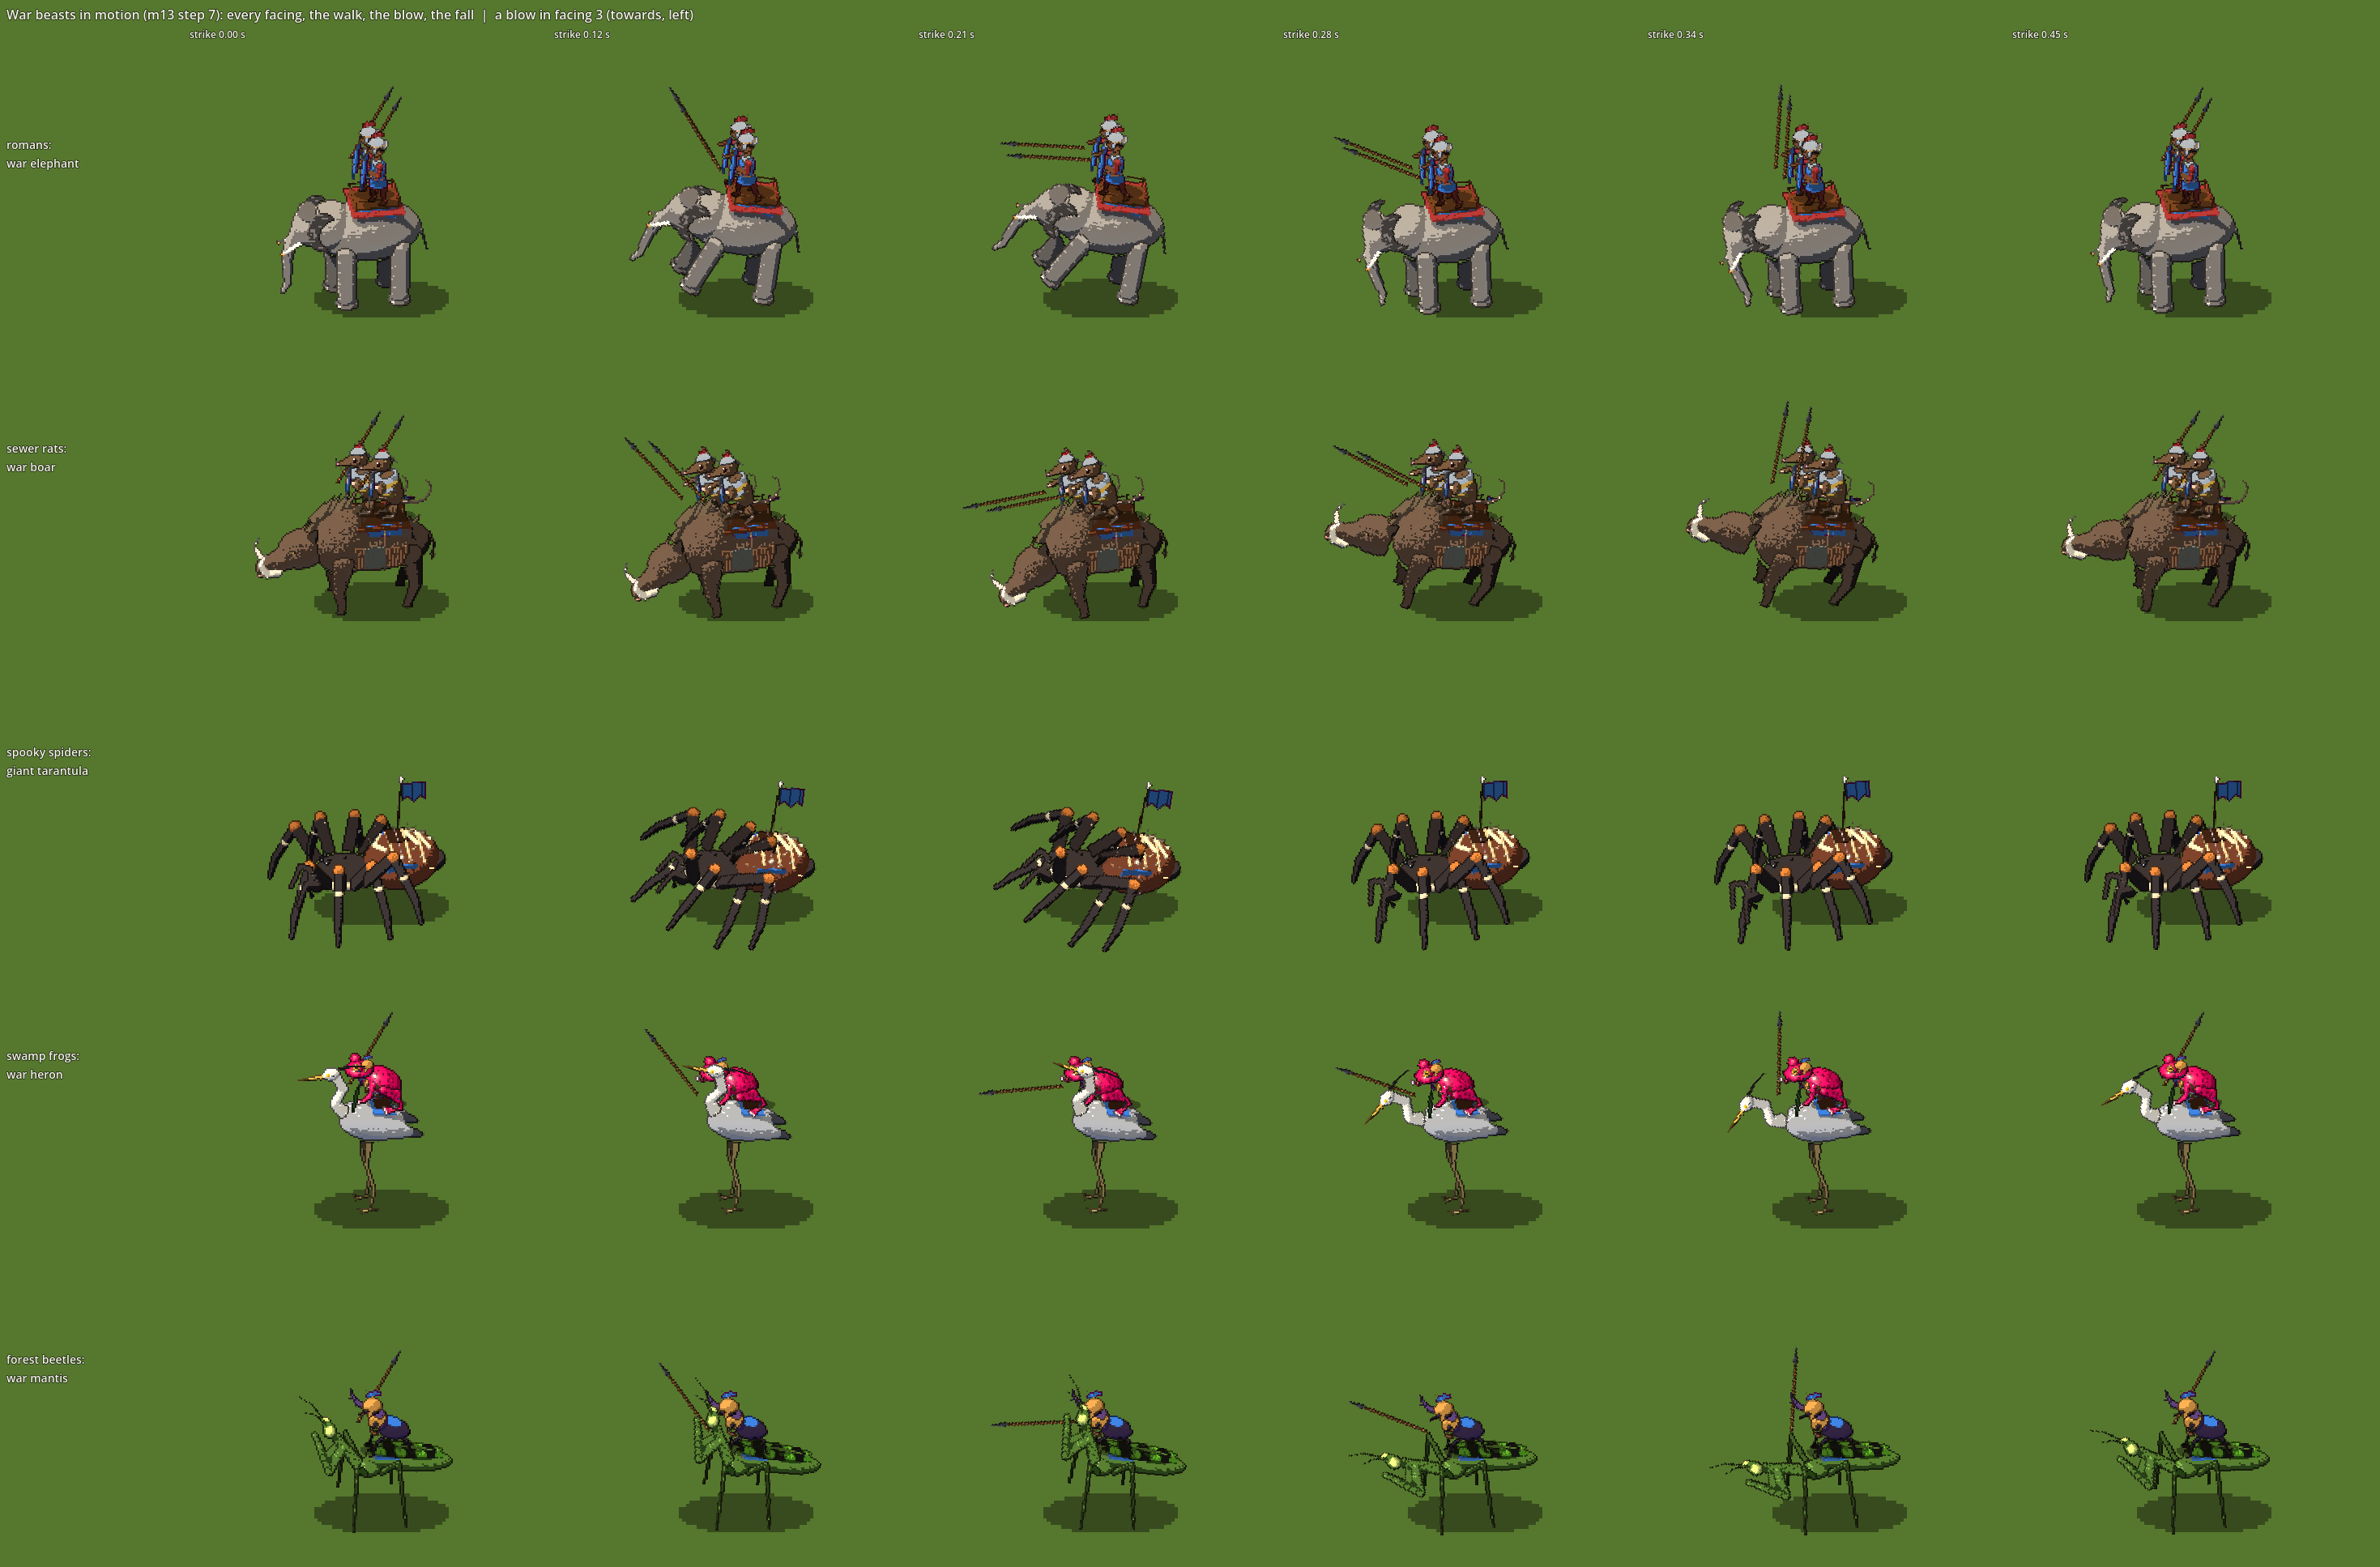 War beasts in motion (m13 step 7): every facing, the walk, the blow, the fall | a blow in facing 3 (towards, left)
strike 0.00 s
strike 0.12 s
strike 0.21 s
strike 0.28 s
strike 0.34 s
strike 0.45 s
romans:
war elephant
sewer rats:
war boar
spooky spiders:
giant tarantula
swamp frogs:
war heron
forest beetles:
war mantis